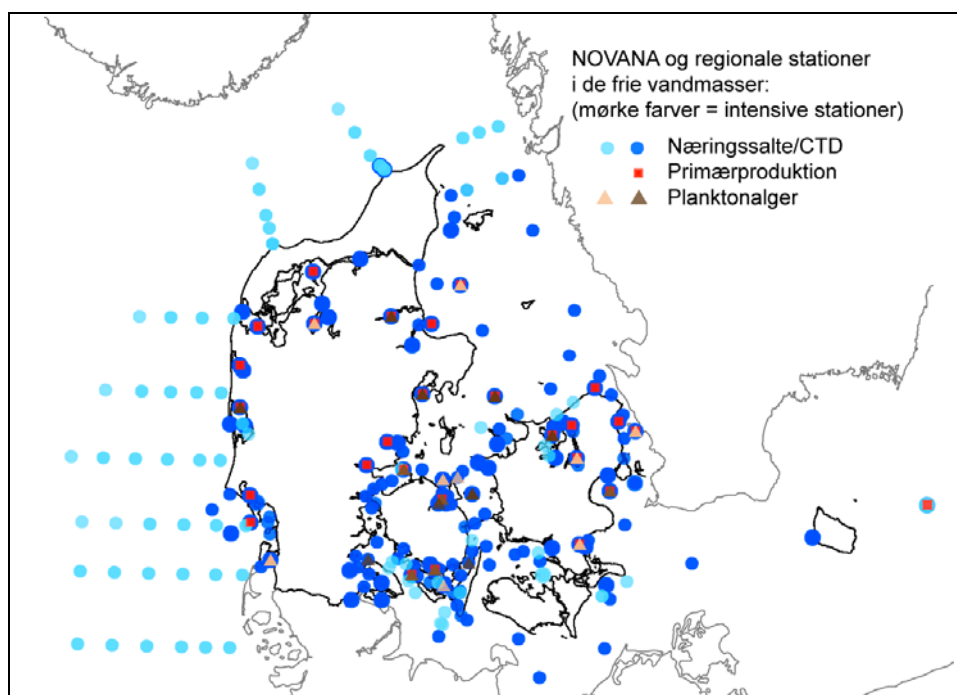 NOVANA og regionale stationer
i de frie vandmasser:
(mørke farver = intensive stationer)
Næringssalte/CTD
Primærproduktion
Planktonalger